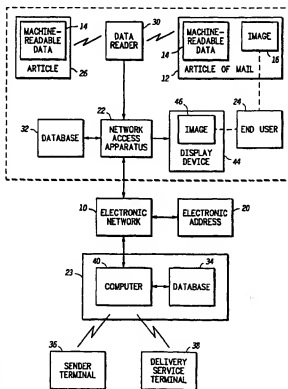 14
MACHINE-
READABLE
DATA
ARTICLE
26
DATA
READER
30
14
MACHINE-
READABLE
DATA
IMAGE
16
ARTICLE OF MAIL
12
32
DATABASE
22
NETWORK
ACCESS
APPARATUS
46
IMAGE
DISPLAY
DEVICE
44
24
END USER
10
ELECTRONIC
NETWORK
ELECTRONIC
ADDRESS
20
23
40
COMPUTER
34
DATABASE
36
SENDER
TERMINAL
DELIVERY
SERVICE
TERMINAL
38